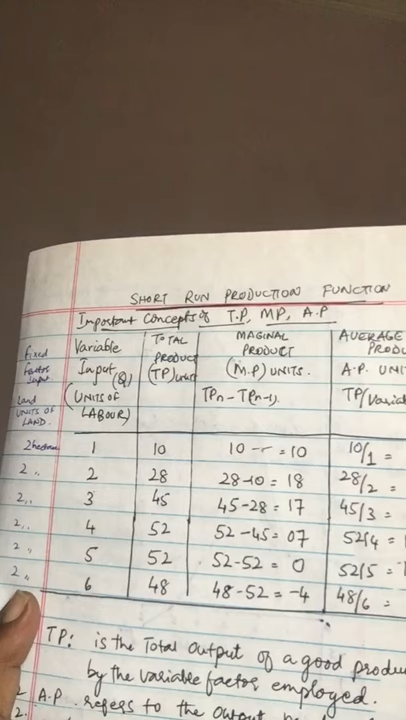 SHORT RUN PRODUCTION FUNCTION
Important Concepts of T.P, MP, A.P
Fixed Factors Input Land UNITS OF LAND. | Variable Input (Q) (UNITS OF LABOUR) | TOTAL PRODUCT (TP) units | MAGINAL PRODUCT (M.P) UNITS. TPn - TPn-1) | AVERAGE A.P.
2 hectares 1 10 10 - = 10 10/1 =
2 ,, 2 28 28-10 = 18 28/2 =
2 ,, 3 45 45-28 = 17 45/3 =
2 ,, 4 52 52-45 = 07 52/4 =
2 ,, 5 52 52-52 = 0 52/5 =
2 ,, 6 48 48-52 = -4 48/6 =
TP: is the Total output of a good
by the variable factor employed.
A.P. refers to the output